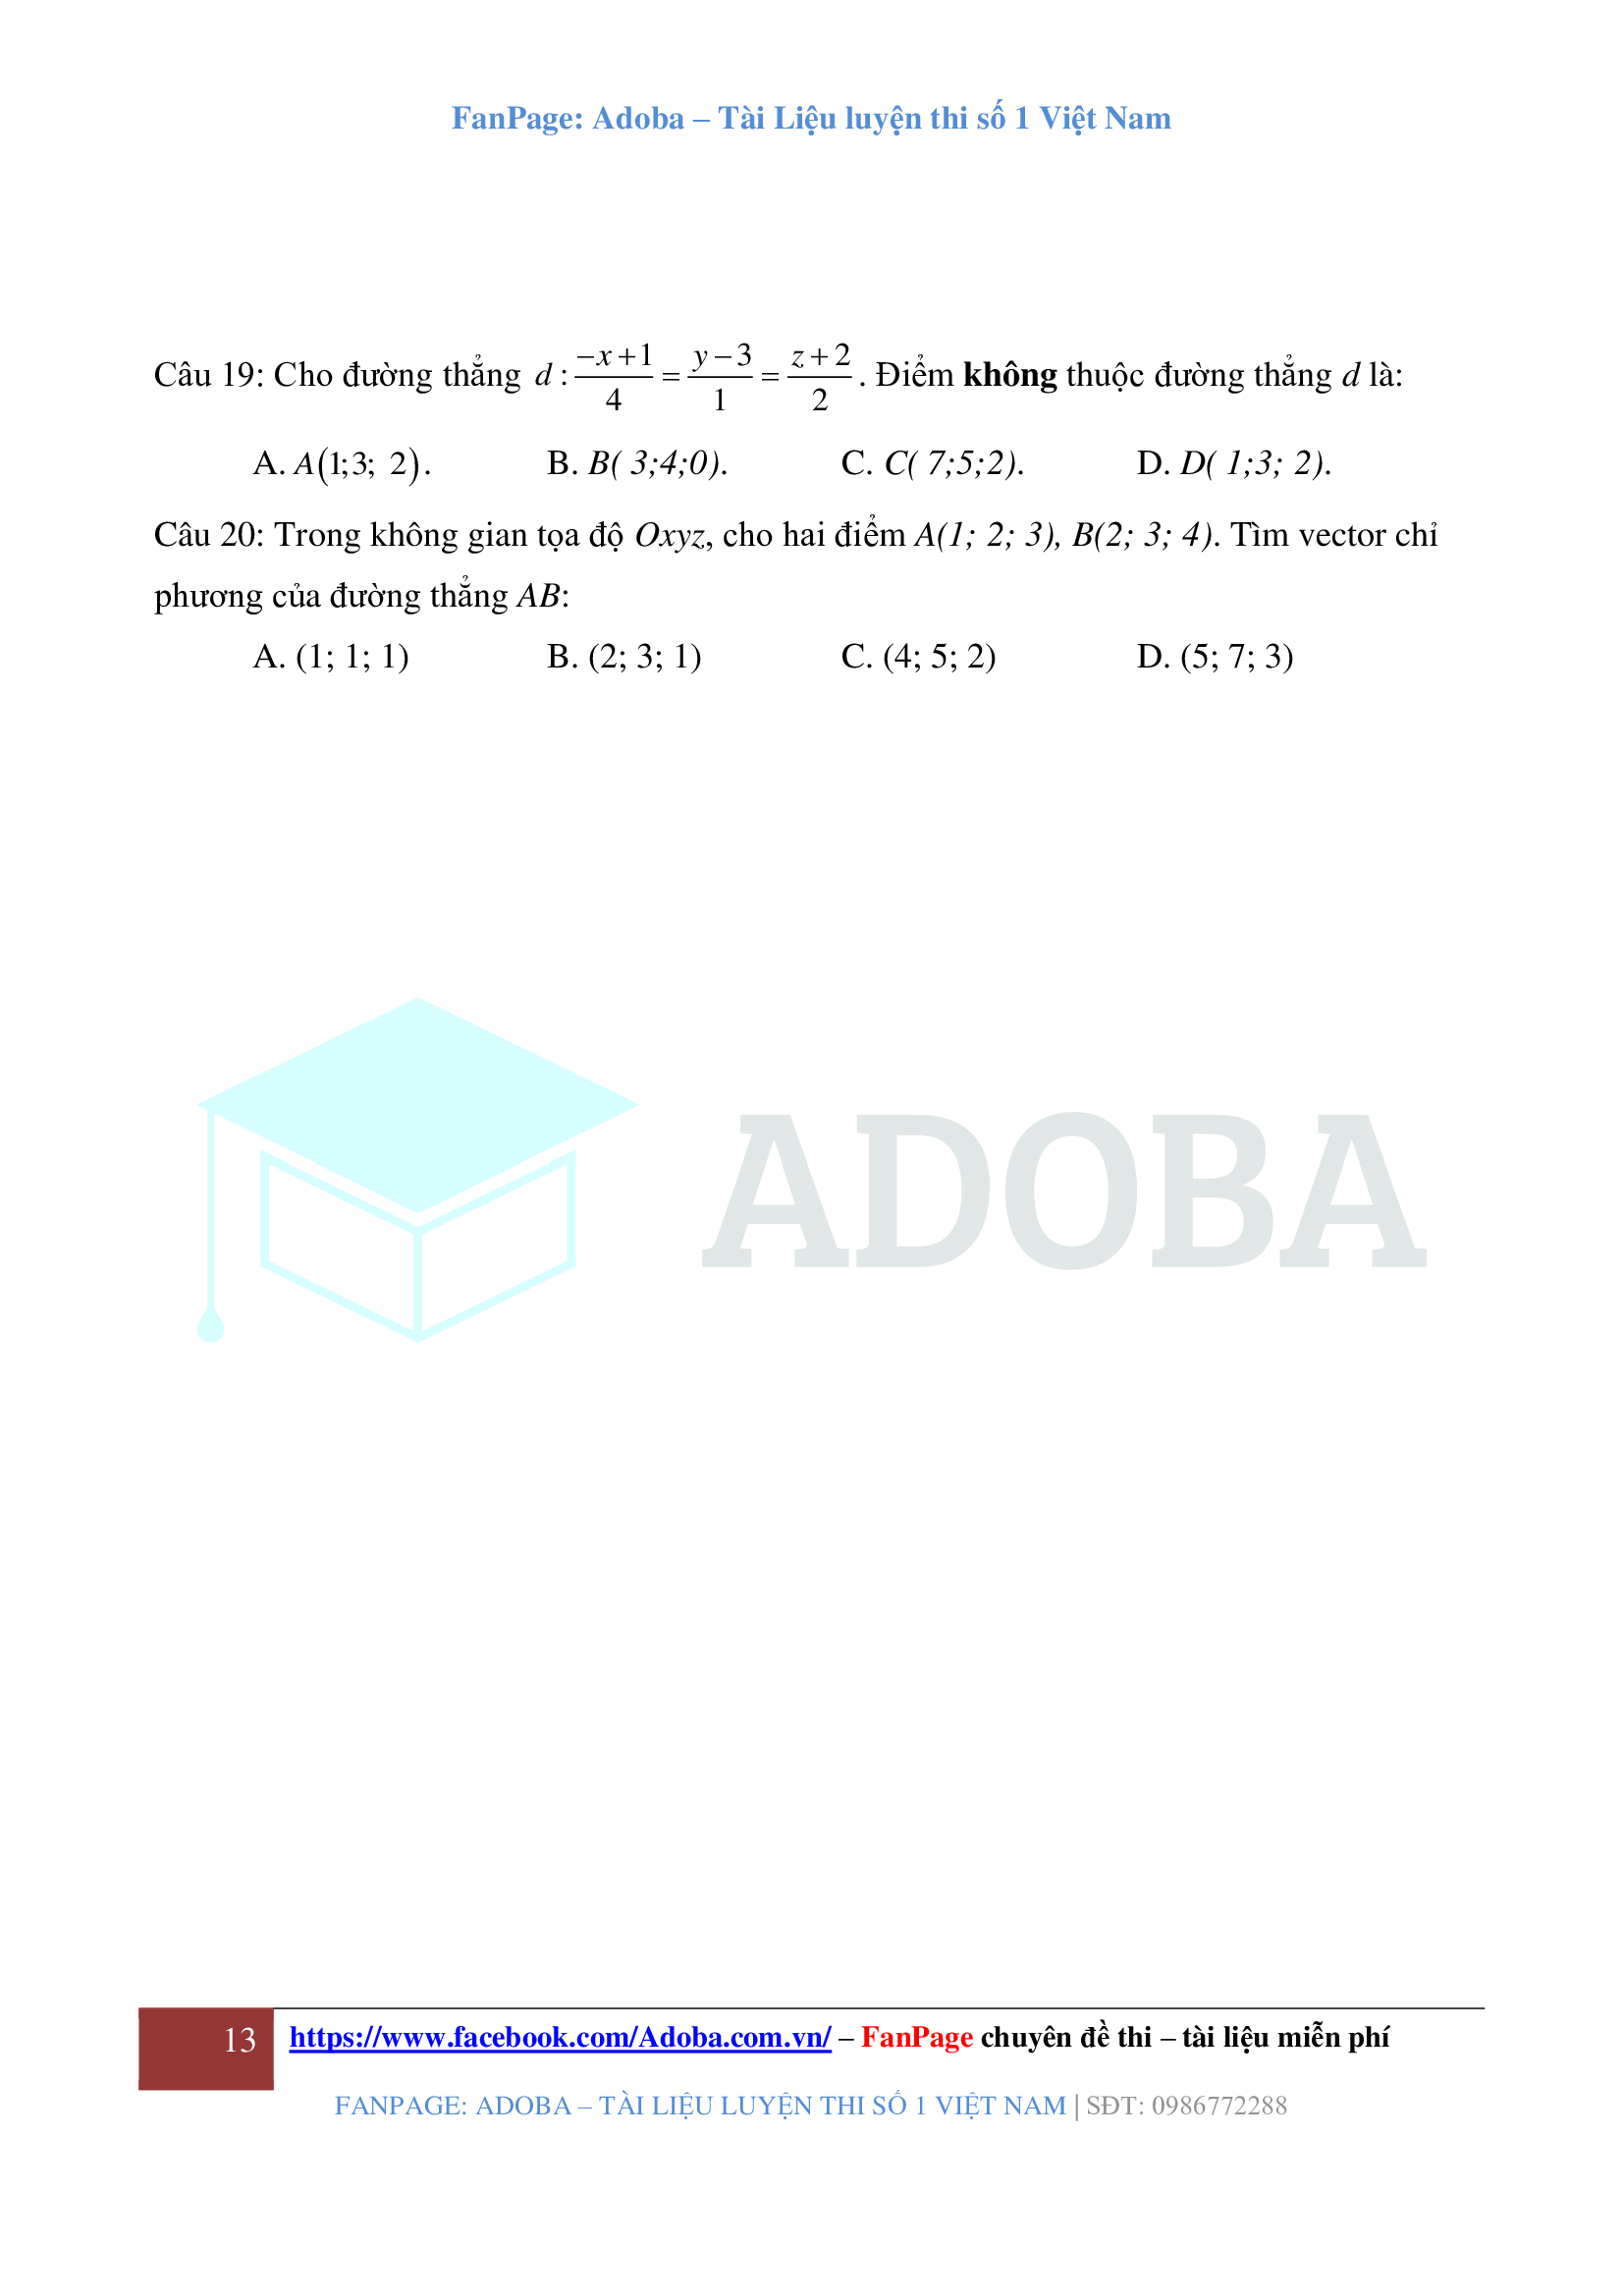 FanPage: Adoba – Tài Liệu luyện thi số 1 Việt Nam
Câu 19: Cho đường thẳng d : (−x+1)/4 = (y−3)/1 = (z+2)/2 . Điểm không thuộc đường thẳng d là:
A. A(1;3; 2). B. B( 3;4;0). C. C( 7;5;2). D. D( 1;3; 2).
Câu 20: Trong không gian tọa độ Oxyz, cho hai điểm A(1; 2; 3), B(2; 3; 4). Tìm vector chỉ
phương của đường thẳng AB:
A. (1; 1; 1) B. (2; 3; 1) C. (4; 5; 2) D. (5; 7; 3)
ADOBA
13 https://www.facebook.com/Adoba.com.vn/ – FanPage chuyên đề thi – tài liệu miễn phí
FANPAGE: ADOBA – TÀI LIỆU LUYỆN THI SỐ 1 VIỆT NAM | SĐT: 0986772288